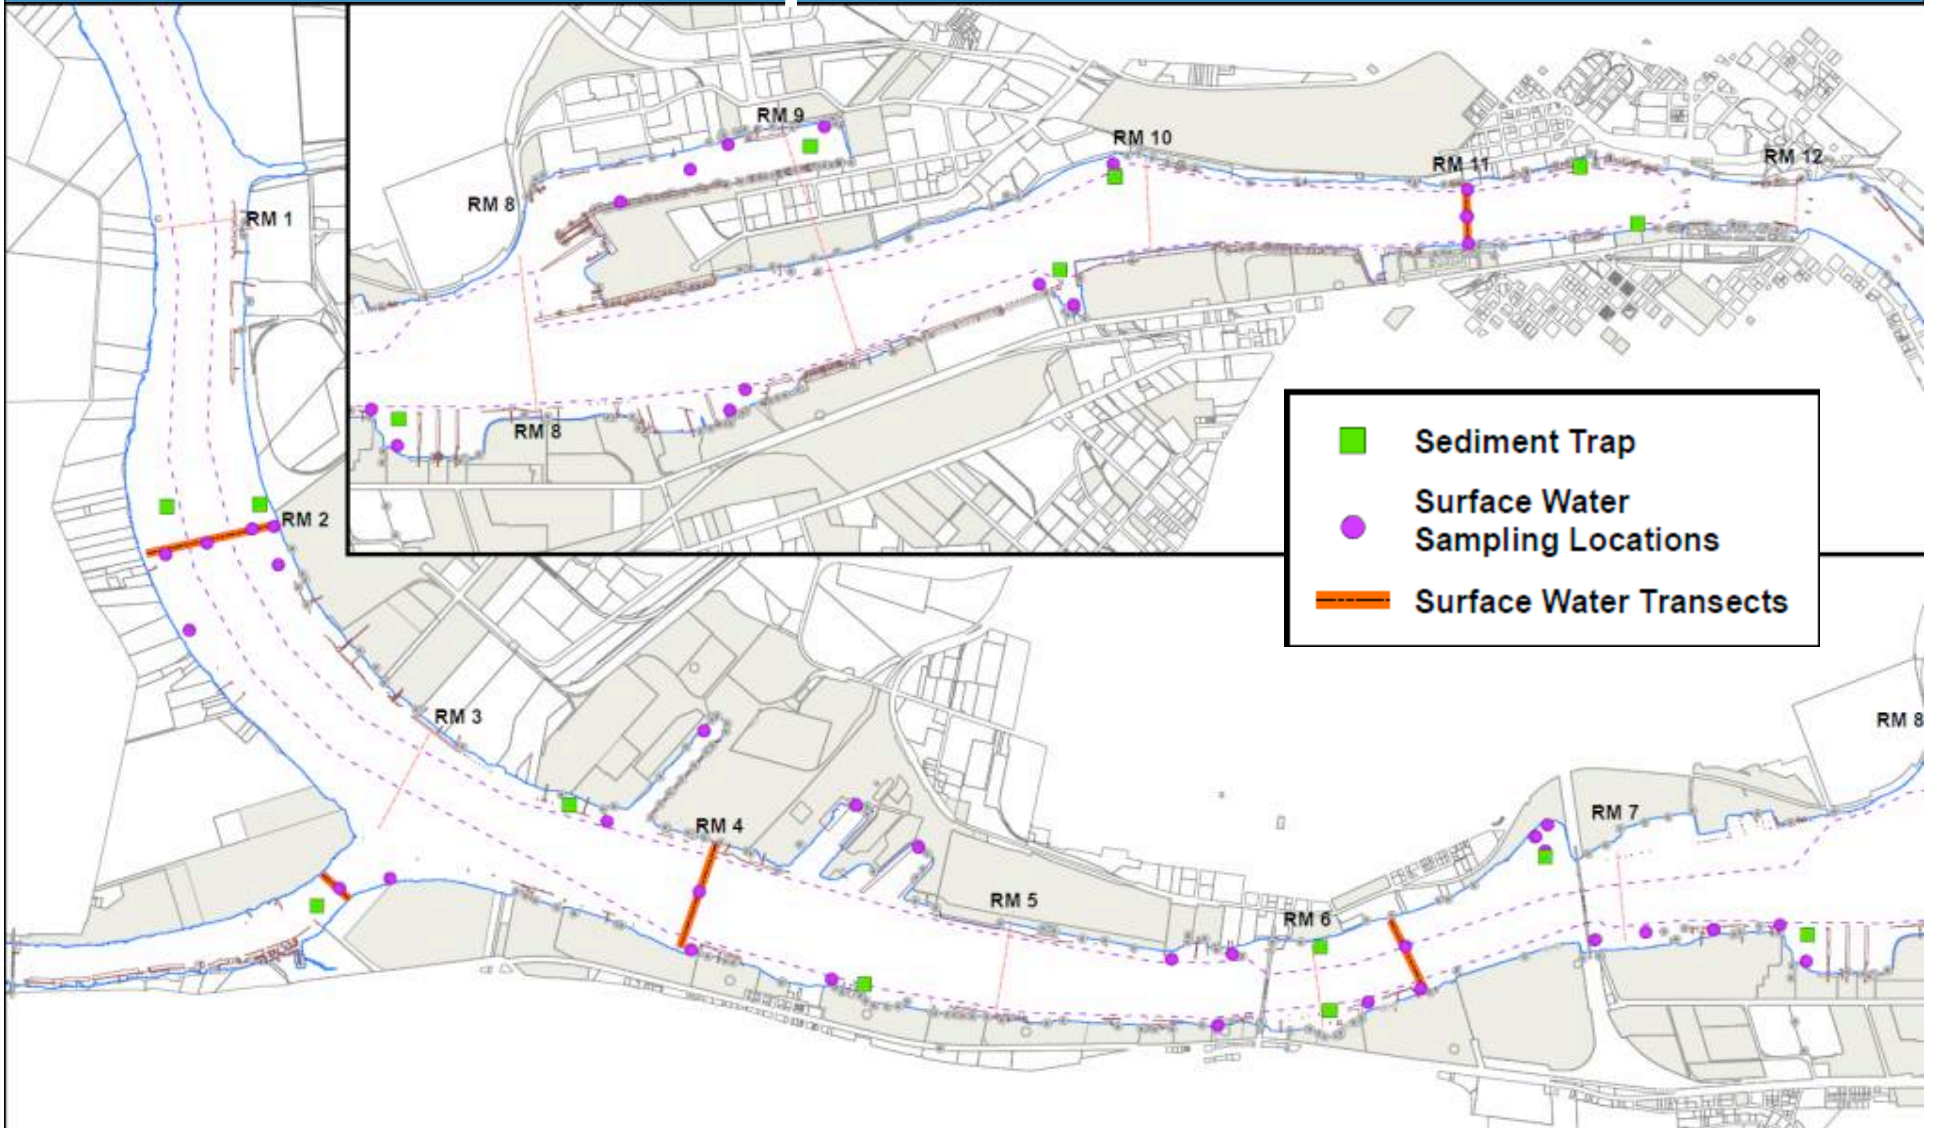 RM 9
RM 10
RM 11
RM 12
RM 8
RM 1
RM 8
RM 2
Sediment Trap
Surface Water
Sampling Locations
Surface Water Transects
RM 3
RM 8
RM 4
RM 7
RM 5
RM 6